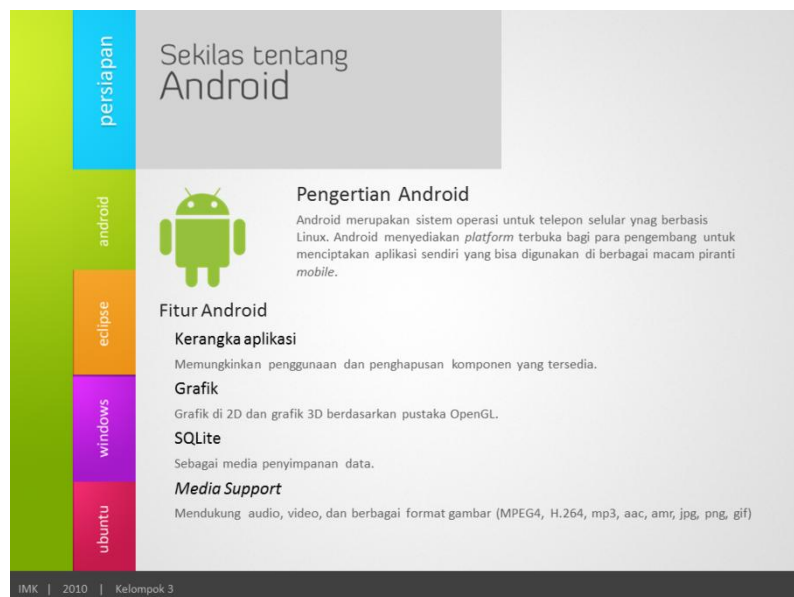 persiapan
Sekilas tentang
Android
android
Pengertian Android
Android merupakan sistem operasi untuk telepon selular ynag berbasis
Linux. Android menyediakan platform terbuka bagi para pengembang untuk
menciptakan aplikasi sendiri yang bisa digunakan di berbagai macam piranti
mobile.
eclipse
Fitur Android
Kerangka aplikasi
Memungkinkan penggunaan dan penghapusan komponen yang tersedia.
Grafik
Grafik di 2D dan grafik 3D berdasarkan pustaka OpenGL.
windows
SQLite
Sebagai media penyimpanan data.
Media Support
Mendukung audio, video, dan berbagai format gambar (MPEG4, H.264, mp3, aac, amr, jpg, png, gif)
ubuntu
IMK | 2010 | Kelompok 3